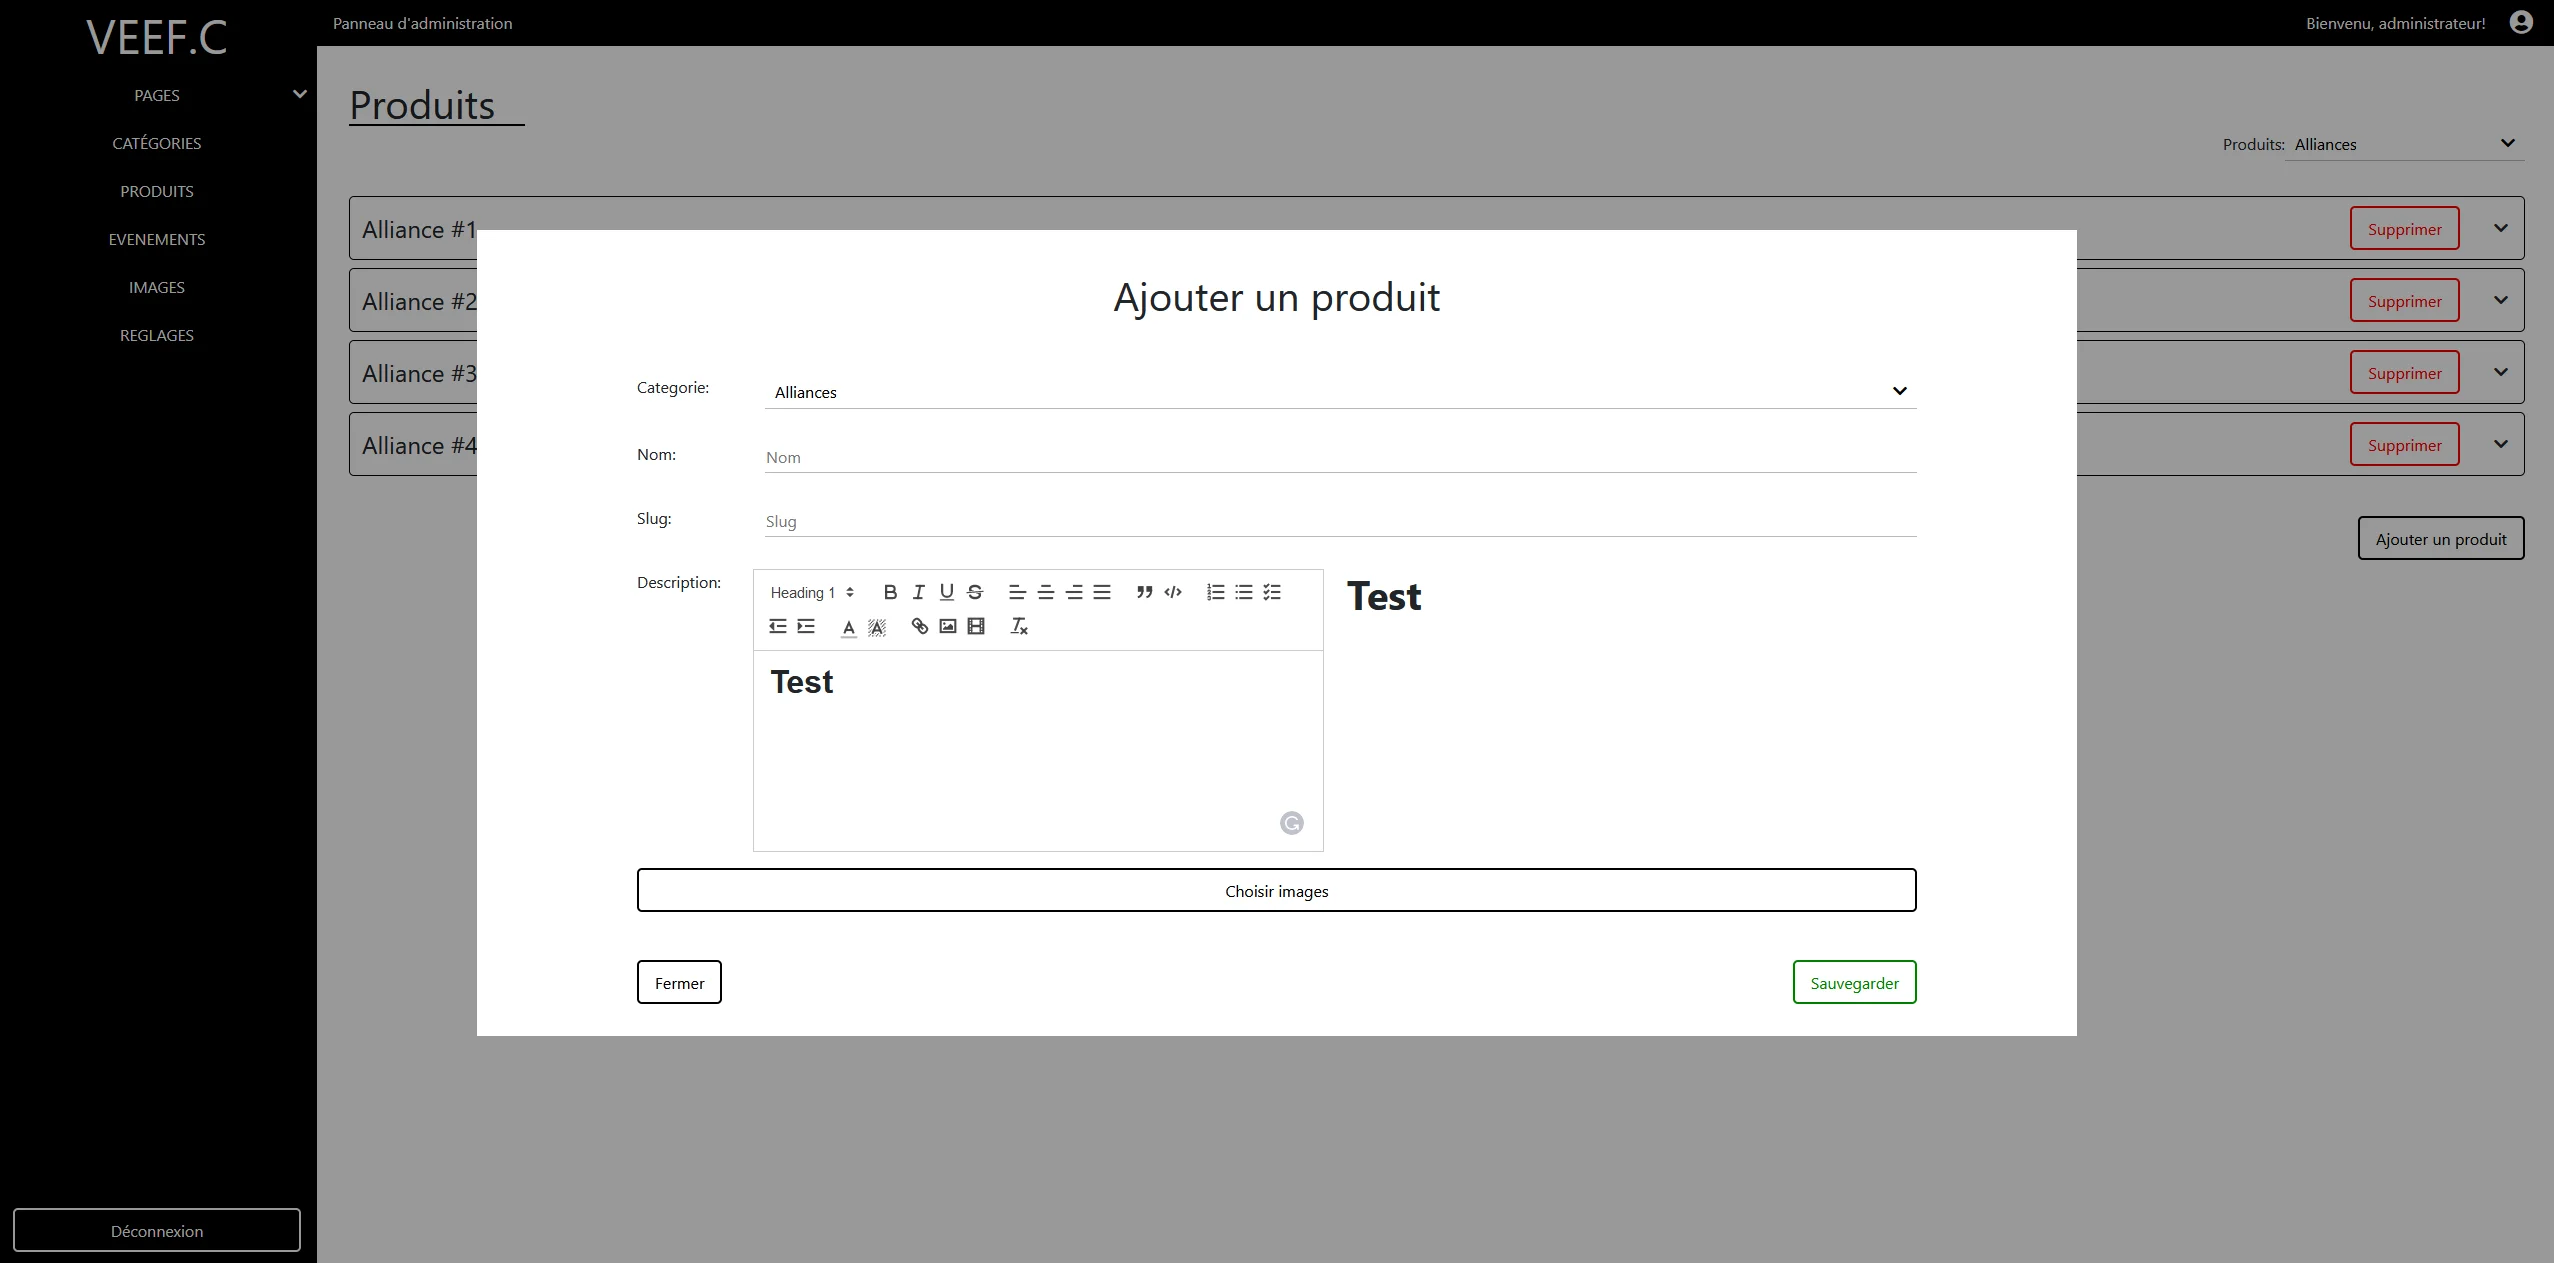 VEEF.C
PAGES
CATÉGORIES
PRODUITS
EVENEMENTS
IMAGES
REGLAGES
Déconnexion
Panneau d'administration
Bienvenu, administrateur!
Produits
Produits: Alliances
Alliance #1
Supprimer
Alliance #2
Supprimer
Alliance #3
Supprimer
Alliance #4
Supprimer
Ajouter un produit
Ajouter un produit
Categorie: Alliances
Nom: Nom
Slug: Slug
Description:
Heading 1
Test
Test
Choisir images
Fermer
Sauvegarder